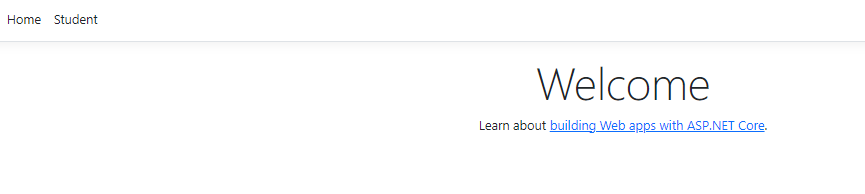 Home Student
Welcome
Learn about building Web apps with ASP.NET Core.